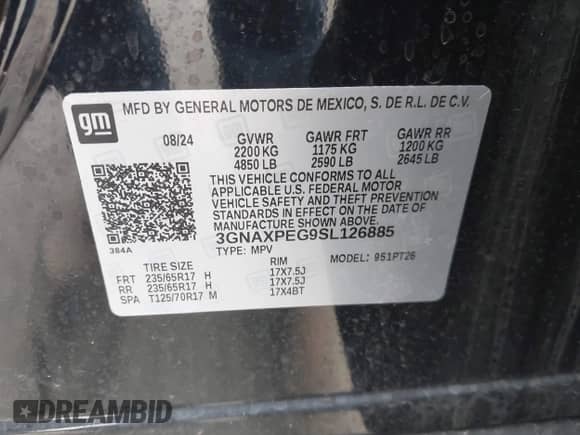 gm
MFD BY GENERAL MOTORS DE MEXICO, S. DE R.L. DE C.V.
08/24 GVWR GAWR FRT GAWR RR
2200 KG 1175 KG 1200 KG
4850 LB 2590 LB 2645 LB
THIS VEHICLE CONFORMS TO ALL
APPLICABLE U.S. FEDERAL MOTOR
VEHICLE SAFETY AND THEFT PREVENTION
STANDARDS IN EFFECT ON THE DATE OF
MANUFACTURE SHOWN ABOVE.
384A 3GNAXPEG9SL126885
TYPE: MPV MODEL: 9S1PT26
TIRE SIZE RIM
FRT 235/65R17 H 17X7.5J
RR 235/65R17 H 17X7.5J
SPA T125/70R17 M 17X4BT
DREAMBID